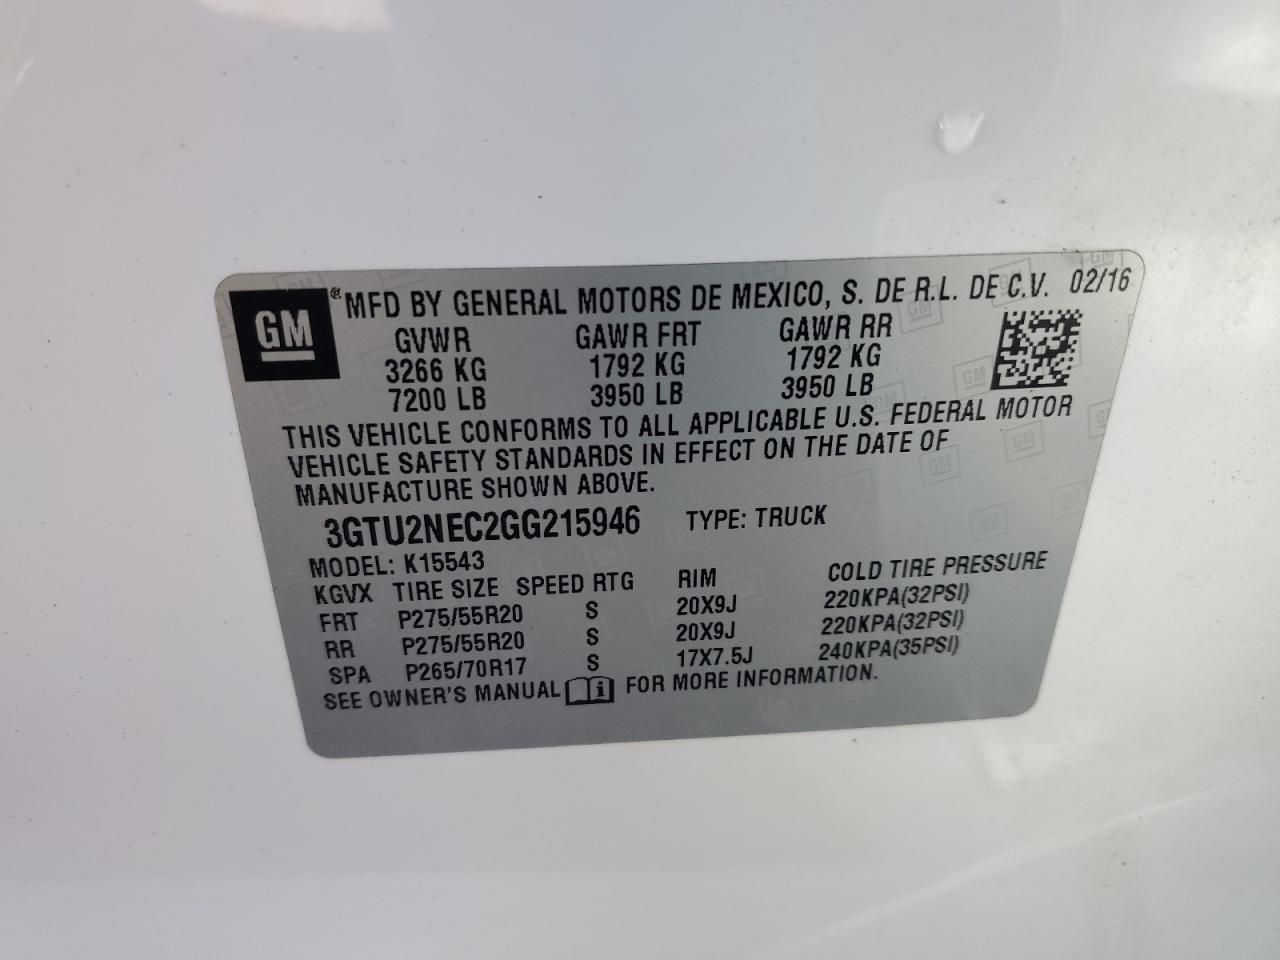 GM
® MFD BY GENERAL MOTORS DE MEXICO, S. DE R.L. DE C.V. 02/16
GVWR GAWR FRT GAWR RR
3266 KG 1792 KG 1792 KG
7200 LB 3950 LB 3950 LB
THIS VEHICLE CONFORMS TO ALL APPLICABLE U.S. FEDERAL MOTOR
VEHICLE SAFETY STANDARDS IN EFFECT ON THE DATE OF
MANUFACTURE SHOWN ABOVE.
3GTU2NEC2GG215946 TYPE: TRUCK
MODEL: K15543
KGVX TIRE SIZE SPEED RTG RIM COLD TIRE PRESSURE
FRT P275/55R20 S 20X9J 220KPA(32PSI)
RR P275/55R20 S 20X9J 220KPA(32PSI)
SPA P265/70R17 S 17X7.5J 240KPA(35PSI)
SEE OWNER'S MANUAL i FOR MORE INFORMATION.